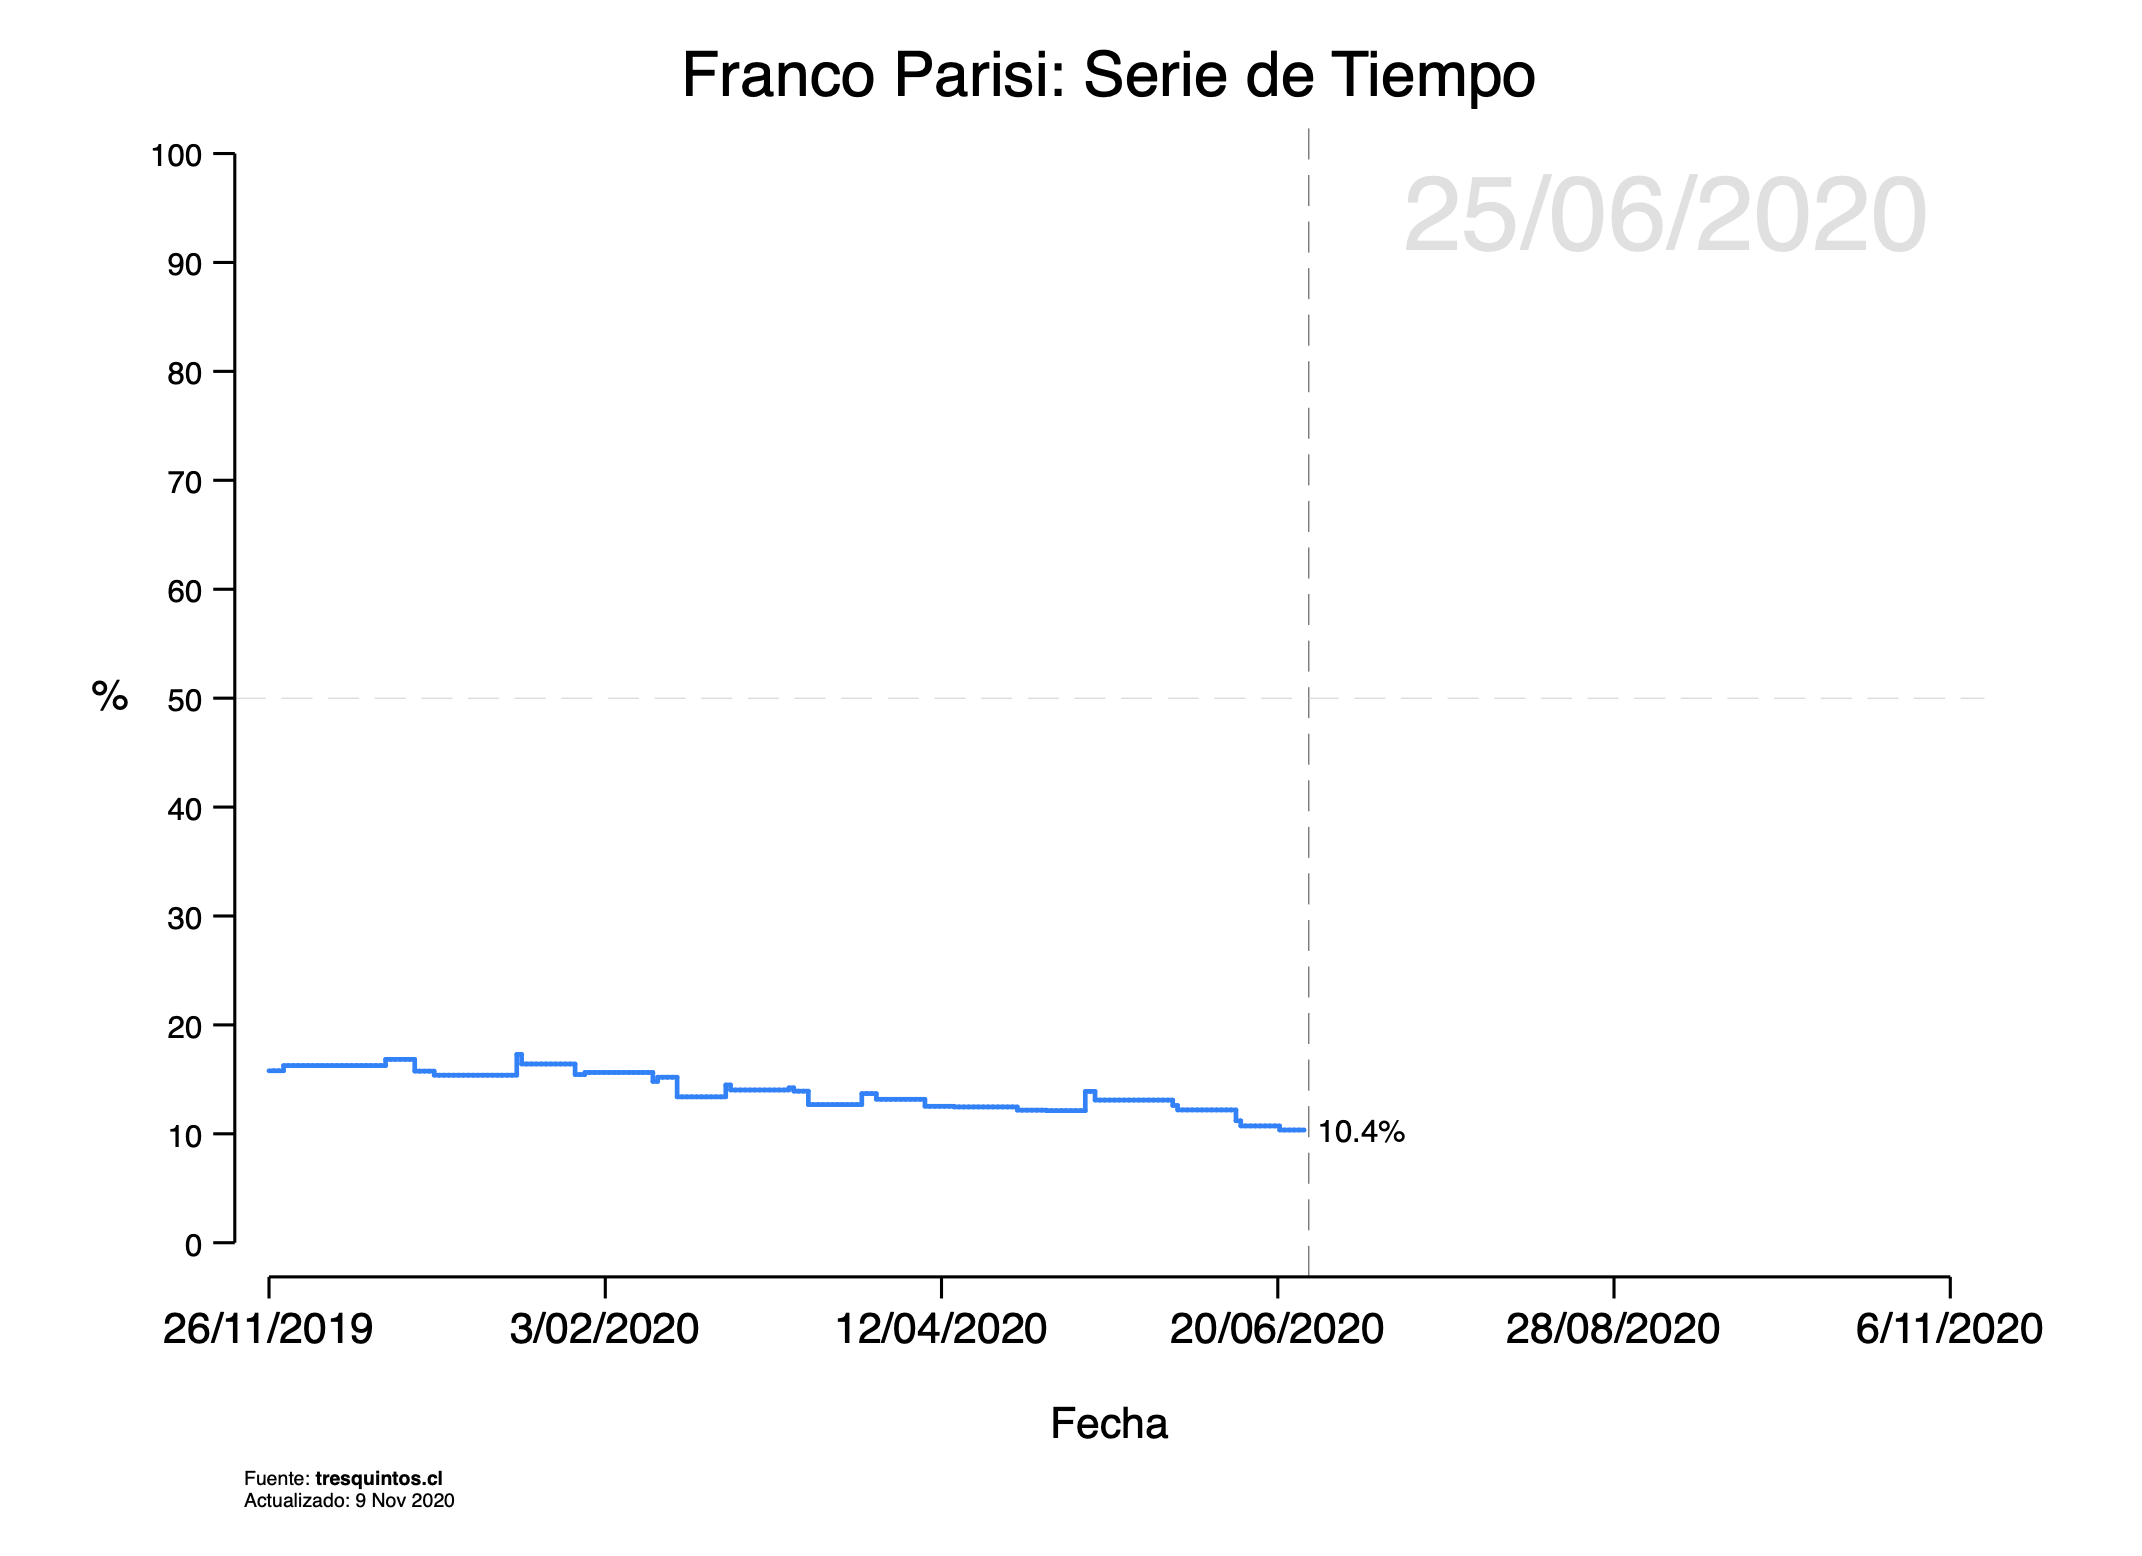 Franco Parisi: Serie de Tiempo
25/06/2020
100
90
80
70
60
50
40
30
20
10
0
%
10.4%
26/11/2019 3/02/2020 12/04/2020 20/06/2020 28/08/2020 6/11/2020
Fecha
Fuente: tresquintos.cl
Actualizado: 9 Nov 2020